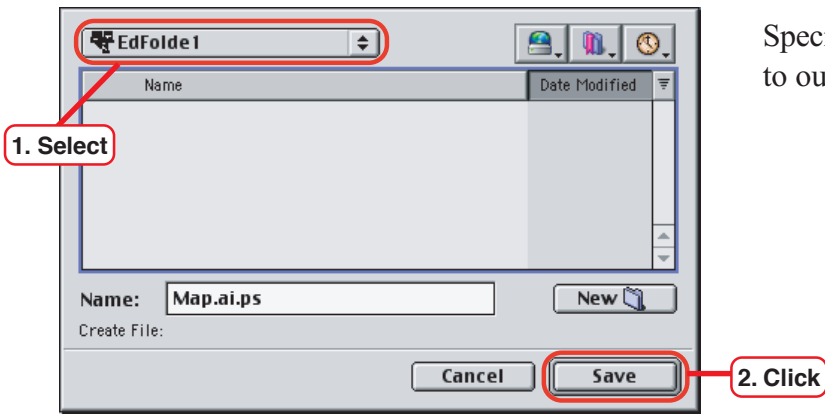 EdFolde1
Name Date Modified
1. Select
Name: Map.ai.ps
New
Create File:
Cancel Save
2. Click
to ou